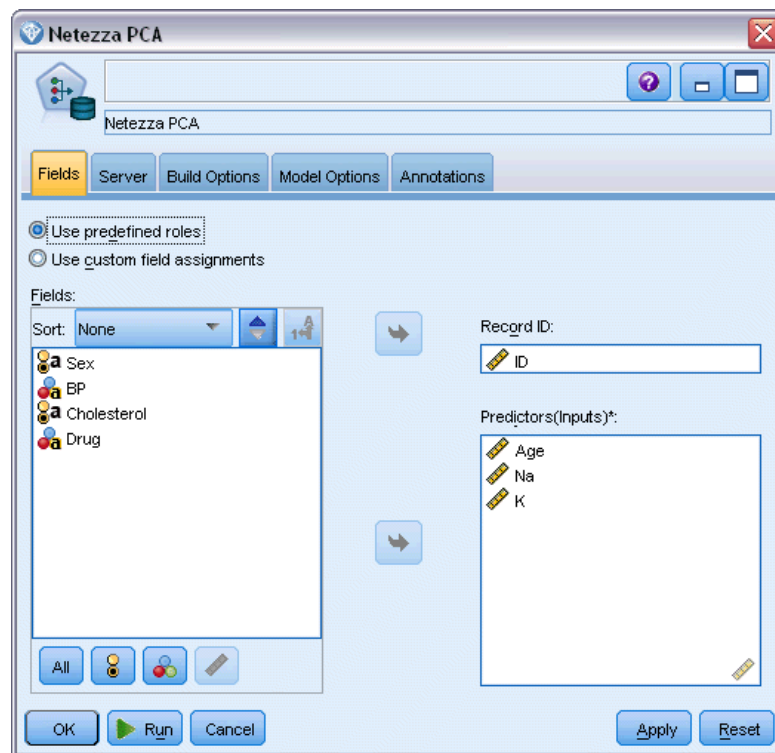 Netezza PCA
Netezza PCA
Fields Server Build Options Model Options Annotations
Use predefined roles
Use custom field assignments
Fields:
Sort: None
Sex
BP
Cholesterol
Drug
All
Record ID:
ID
Predictors(Inputs)*:
Age
Na
K
OK Run Cancel Apply Reset